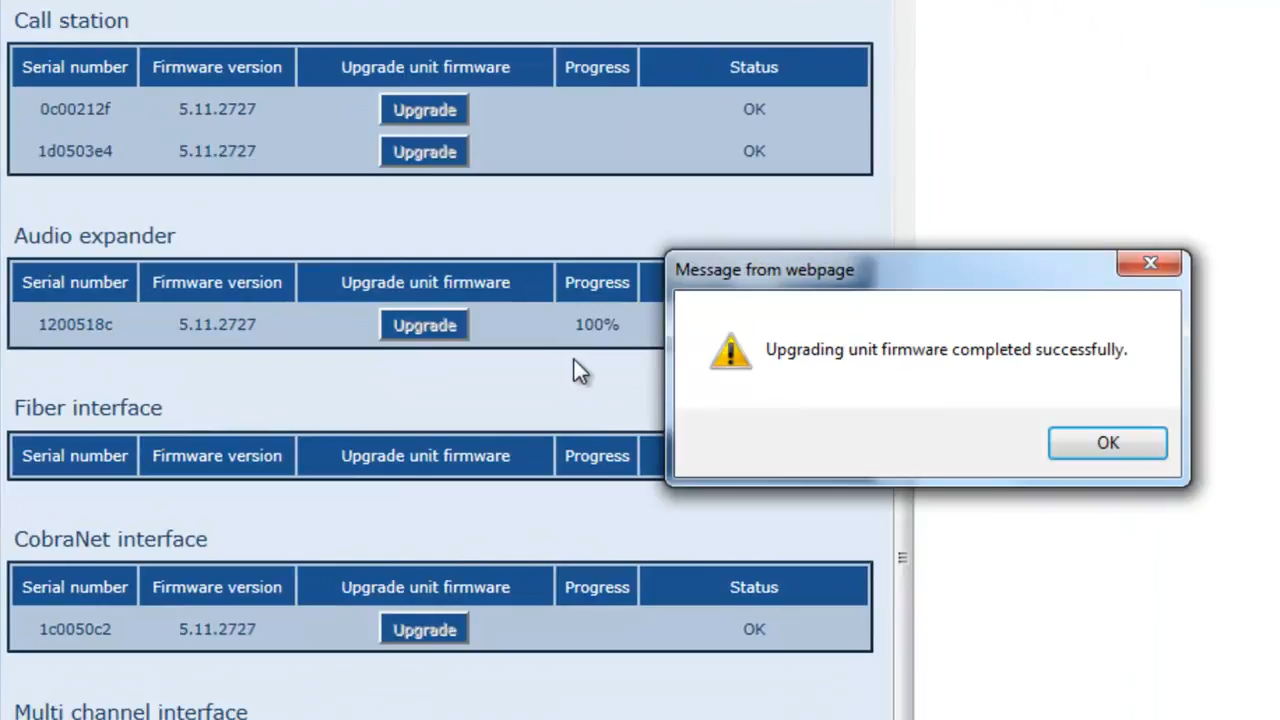 Call station
Serial number Firmware version Upgrade unit firmware Progress Status
0c00212f 5.11.2727 Upgrade OK
1d0503e4 5.11.2727 Upgrade OK
Audio expander
Serial number Firmware version Upgrade unit firmware Progress
1200518c 5.11.2727 Upgrade 100%
Message from webpage
Upgrading unit firmware completed successfully.
OK
Fiber interface
Serial number Firmware version Upgrade unit firmware Progress
CobraNet interface
Serial number Firmware version Upgrade unit firmware Progress Status
1c0050c2 5.11.2727 Upgrade OK
Multi channel interface